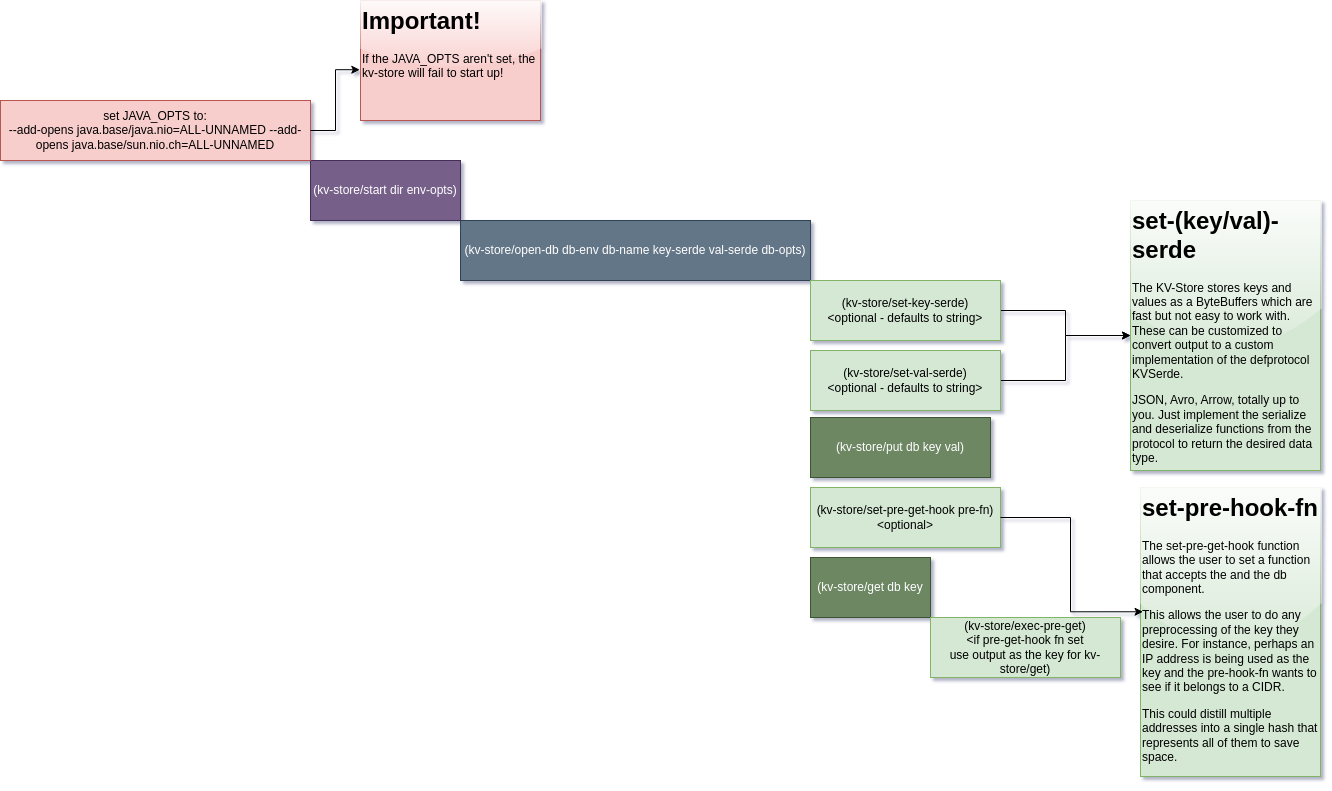 Important!
If the JAVA_OPTS aren't set, the
kv-store will fail to start up!
set JAVA_OPTS to:
--add-opens java.base/java.nio=ALL-UNNAMED --add-
opens java.base/sun.nio.ch=ALL-UNNAMED
(kv-store/start dir env-opts)
(kv-store/open-db db-env db-name key-serde val-serde db-opts)
(kv-store/set-key-serde)
<optional - defaults to string>
(kv-store/set-val-serde)
<optional - defaults to string>
(kv-store/put db key val)
(kv-store/set-pre-get-hook pre-fn)
<optional>
(kv-store/get db key
(kv-store/exec-pre-get)
<if pre-get-hook fn set
use output as the key for kv-
store/get)
set-(key/val)-
serde
The KV-Store stores keys and
values as a ByteBuffers which are
fast but not easy to work with.
These can be customized to
convert output to a custom
implementation of the defprotocol
KVSerde.
JSON, Avro, Arrow, totally up to
you. Just implement the serialize
and deserialize functions from the
protocol to return the desired data
type.
set-pre-hook-fn
The set-pre-get-hook function
allows the user to set a function
that accepts the and the db
component.
This allows the user to do any
preprocessing of the key they
desire. For instance, perhaps an
IP address is being used as the
key and the pre-hook-fn wants to
see if it belongs to a CIDR.
This could distill multiple
addresses into a single hash that
represents all of them to save
space.